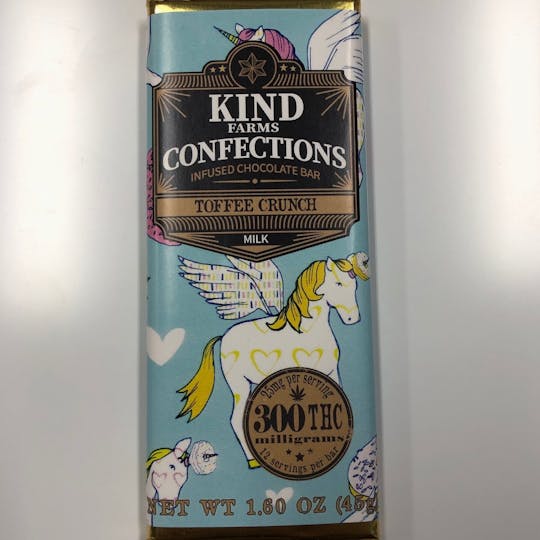 KIND
FARMS
CONFECTIONS
INFUSED CHOCOLATE BAR
TOFFEE CRUNCH
MILK
25mg per serving
300 THC
milligrams
12 servings per bar
NET WT 1.60 OZ (45g